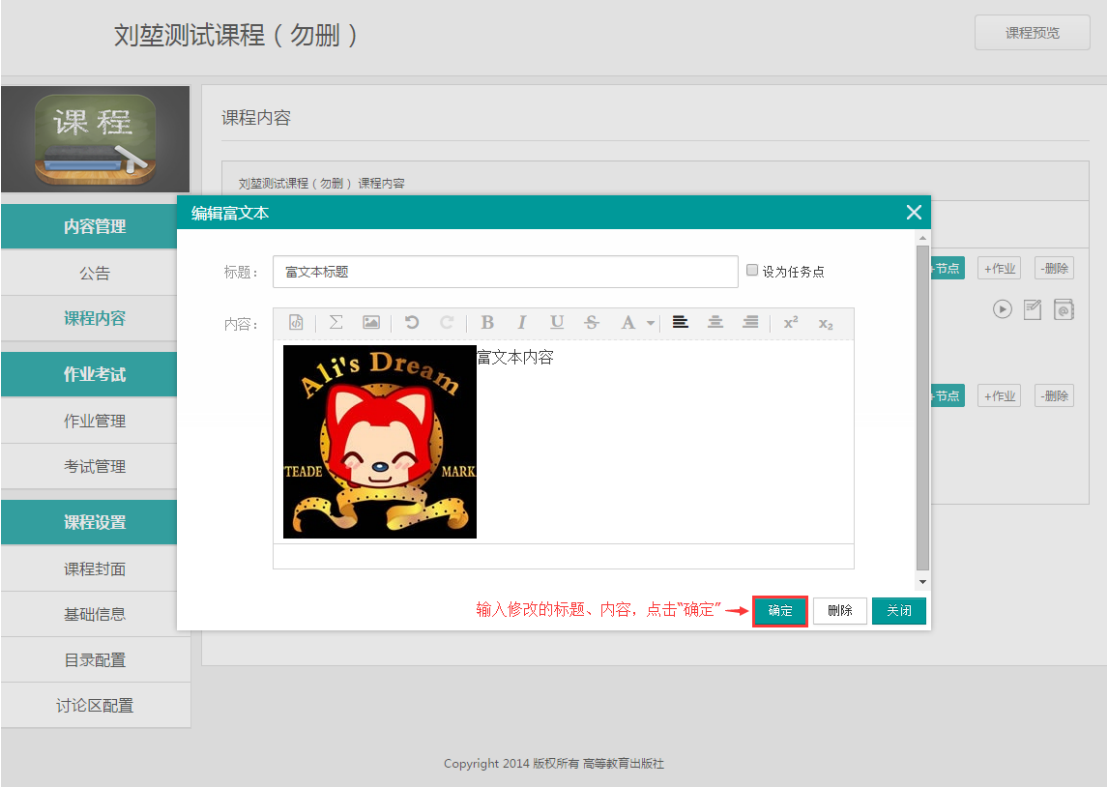 刘堃测试课程（勿删）
课程预览
课程
课程内容
刘堃测试课程（勿删）课程内容
内容管理
公告
课程内容
作业考试
作业管理
考试管理
课程设置
课程封面
基础信息
目录配置
讨论区配置
编辑富文本
标题：
富文本标题
设为任务点
内容：
B I U S A x² x₂
Ali's Dream
TEADE MARK
富文本内容
+节点 +作业 -删除
+节点 +作业 -删除
输入修改的标题、内容，点击“确定”
确定 删除 关闭
Copyright 2014 版权所有 高等教育出版社